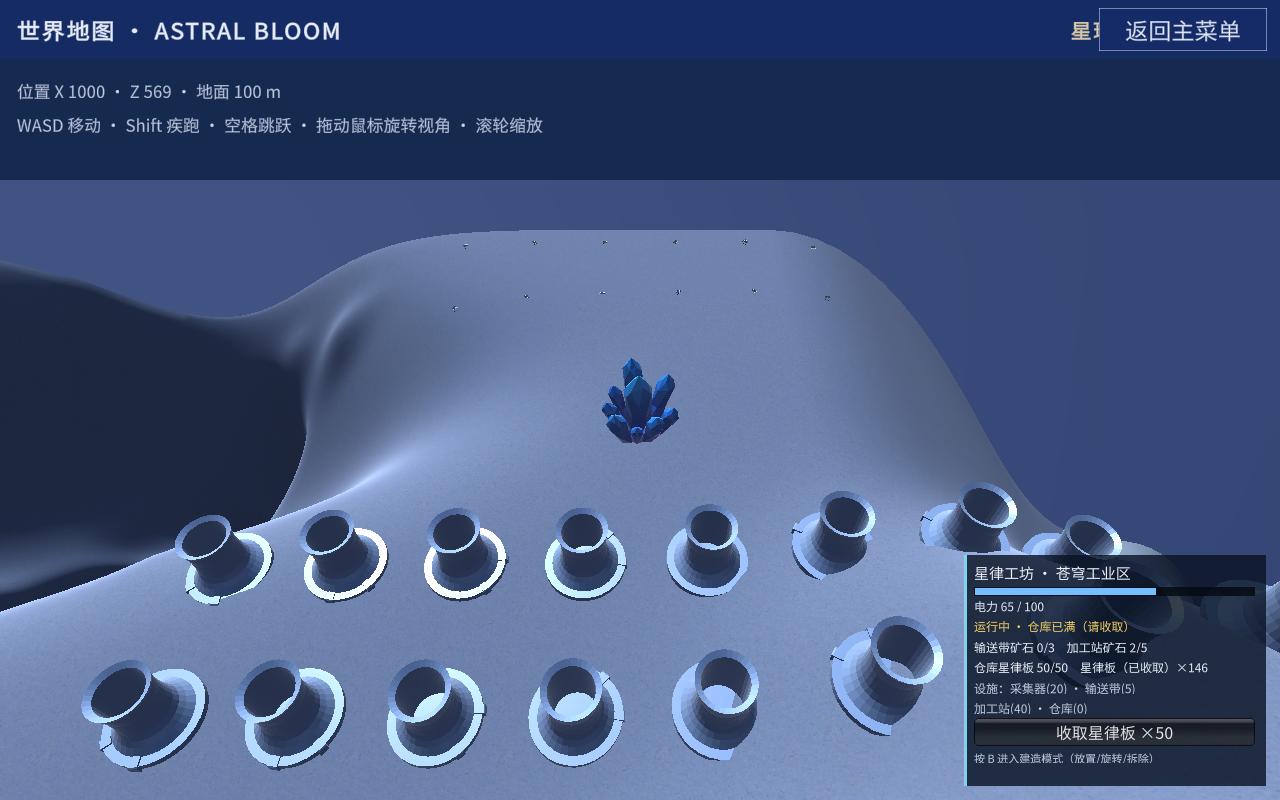 世界地图 · ASTRAL BLOOM
返回主菜单
位置 X 1000 · Z 569 · 地面 100 m
WASD 移动 · Shift 疾跑 · 空格跳跃 · 拖动鼠标旋转视角 · 滚轮缩放
星律工坊 · 苍穹工业区
电力 65 / 100
运行中 · 仓库已满（请收取）
输送带矿石 0/3 加工站矿石 2/5
仓库星律板 50/50 星律板（已收取）×146
设施：采集器(20) · 输送带(5)
加工站(40) · 仓库(0)
收取星律板 ×50
按 B 进入建造模式（放置/旋转/拆除）